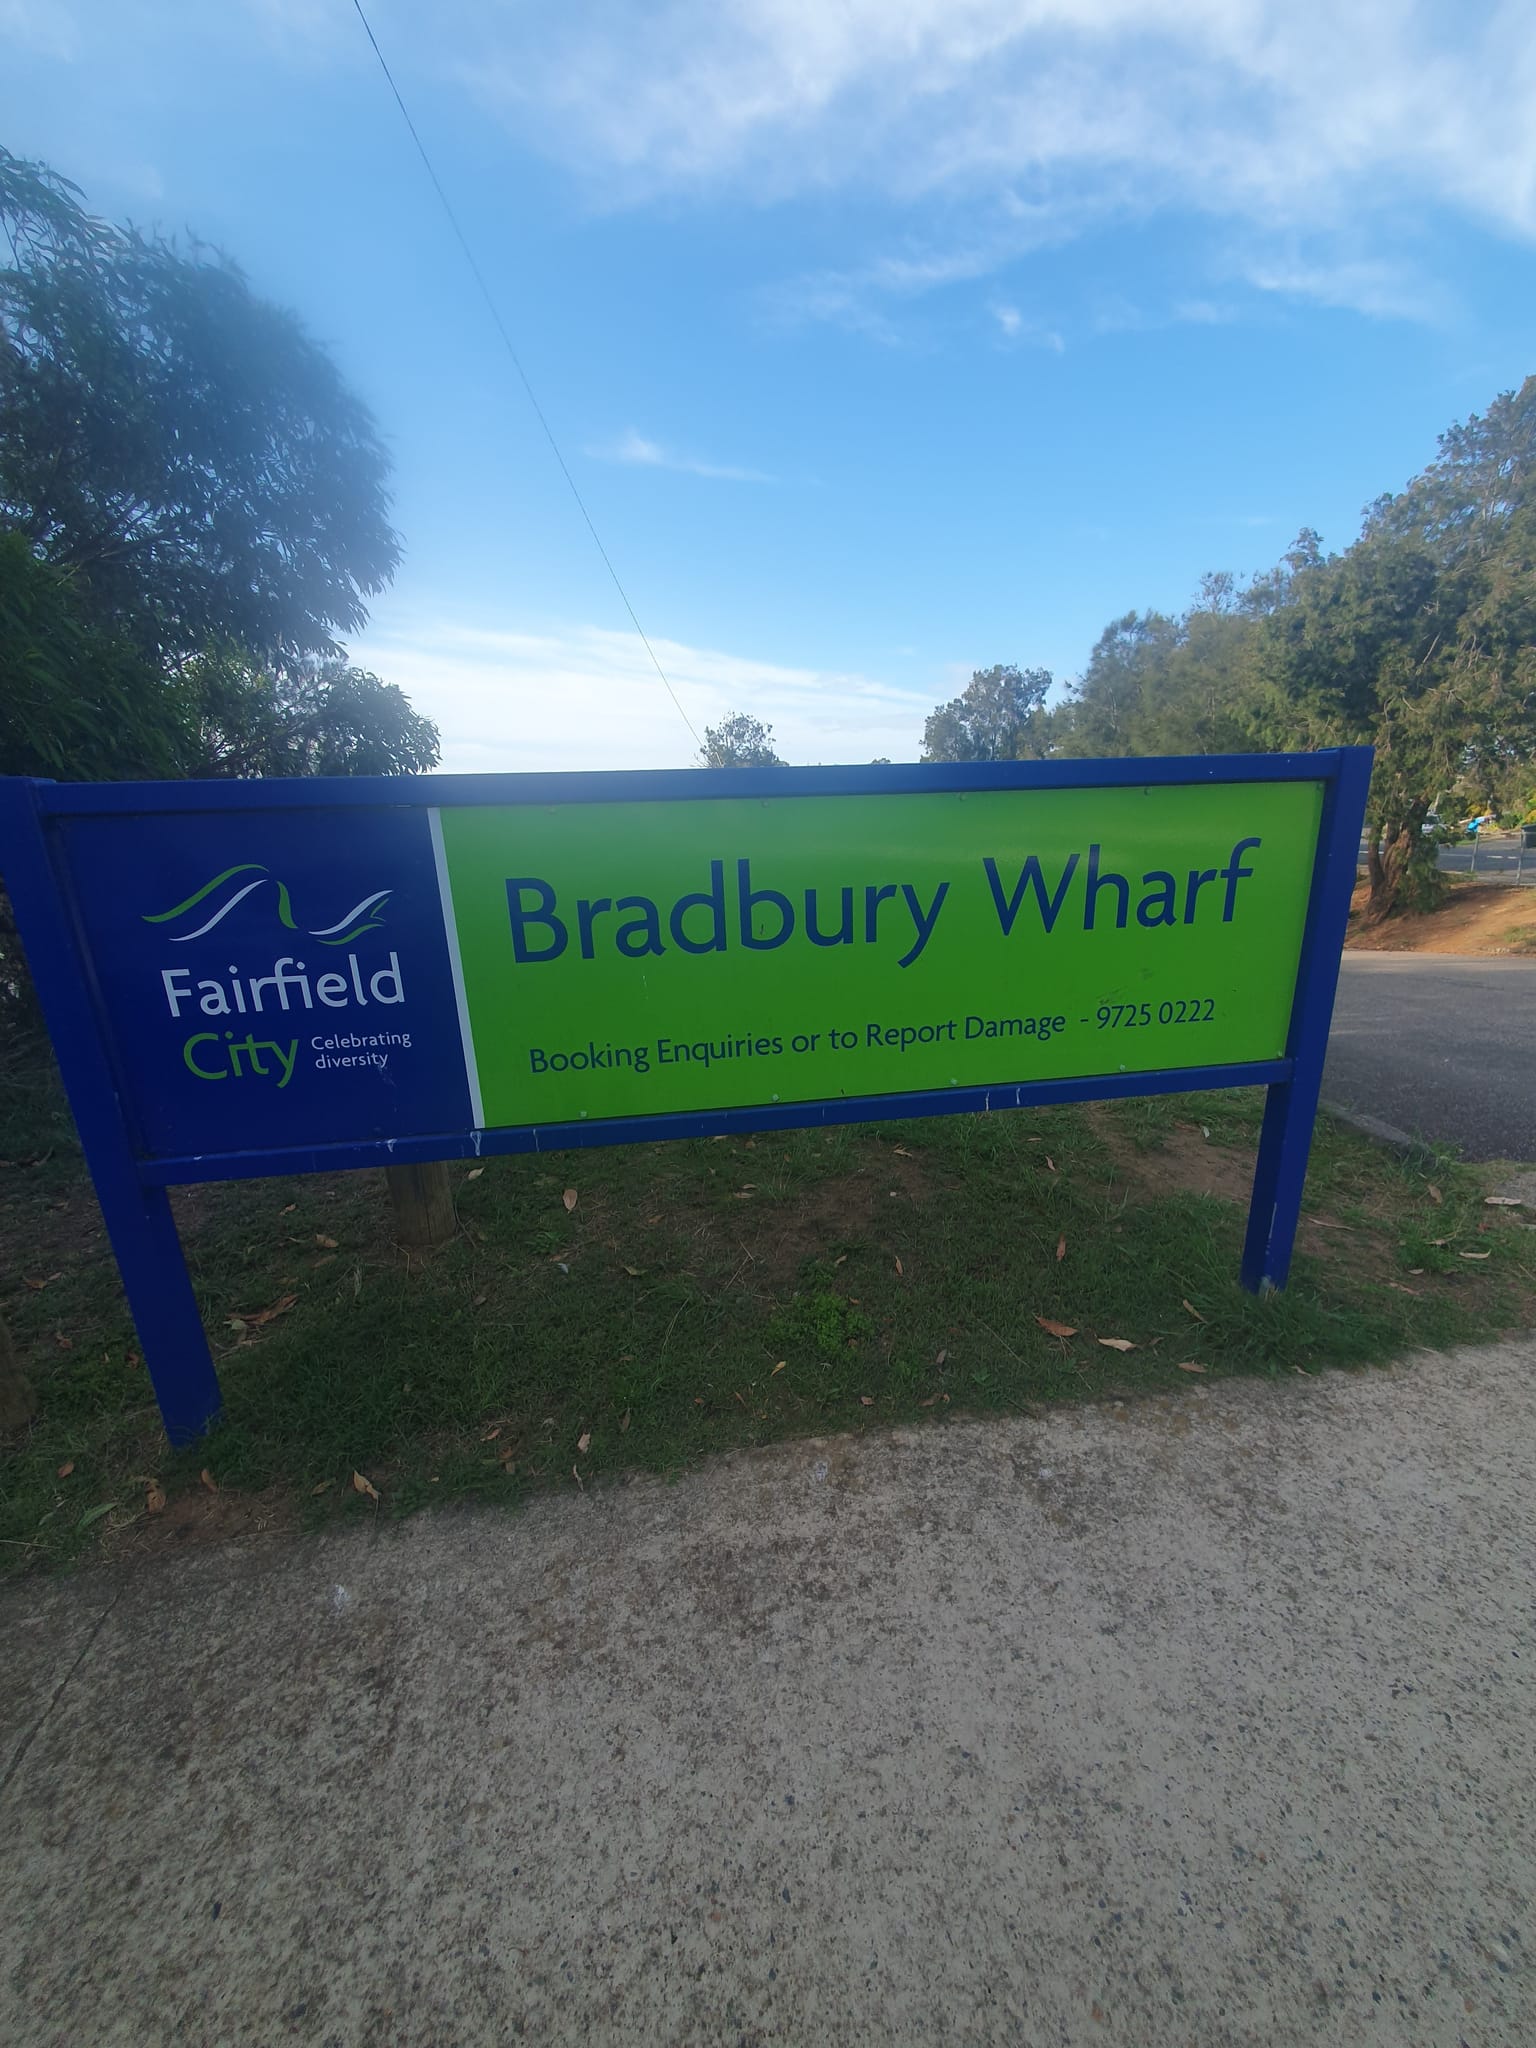 Fairfield
City Celebrating
diversity
Bradbury Wharf
Booking Enquiries or to Report Damage - 9725 0222